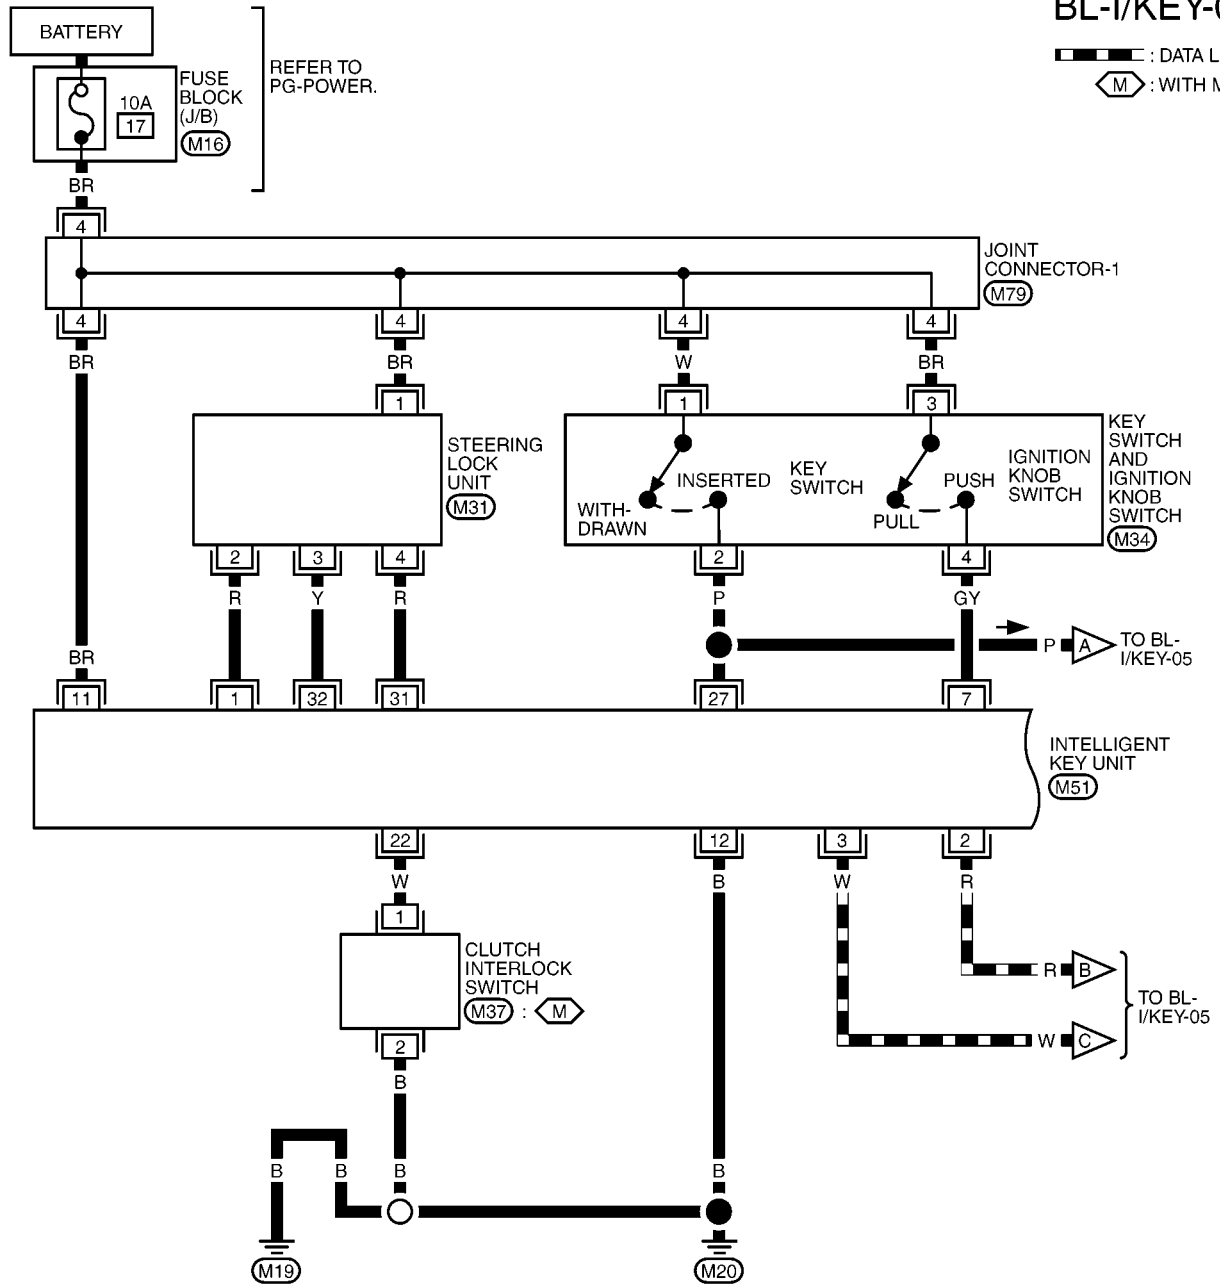 BL-I/KEY-0
: DATA L
M : WITH M
BATTERY
10A
17
FUSE
BLOCK
(J/B)
M16
REFER TO
PG-POWER.
BR
4
JOINT
CONNECTOR-1
M79
4 4 4 4
BR BR W BR
1 1 3
STEERING
LOCK
UNIT
M31
WITH-
DRAWN
INSERTED
KEY
SWITCH
PULL
PUSH
IGNITION
KNOB
SWITCH
KEY
SWITCH
AND
IGNITION
KNOB
SWITCH
M34
2 3 4 2 4
R Y R P GY
P A TO BL-
I/KEY-05
BR
11 1 32 31 27 7
INTELLIGENT
KEY UNIT
M51
22 12 3 2
W B W R
1
CLUTCH
INTERLOCK
SWITCH
M37 : M
2
B
R B
W C
TO BL-
I/KEY-05
B B B B
M19 M20